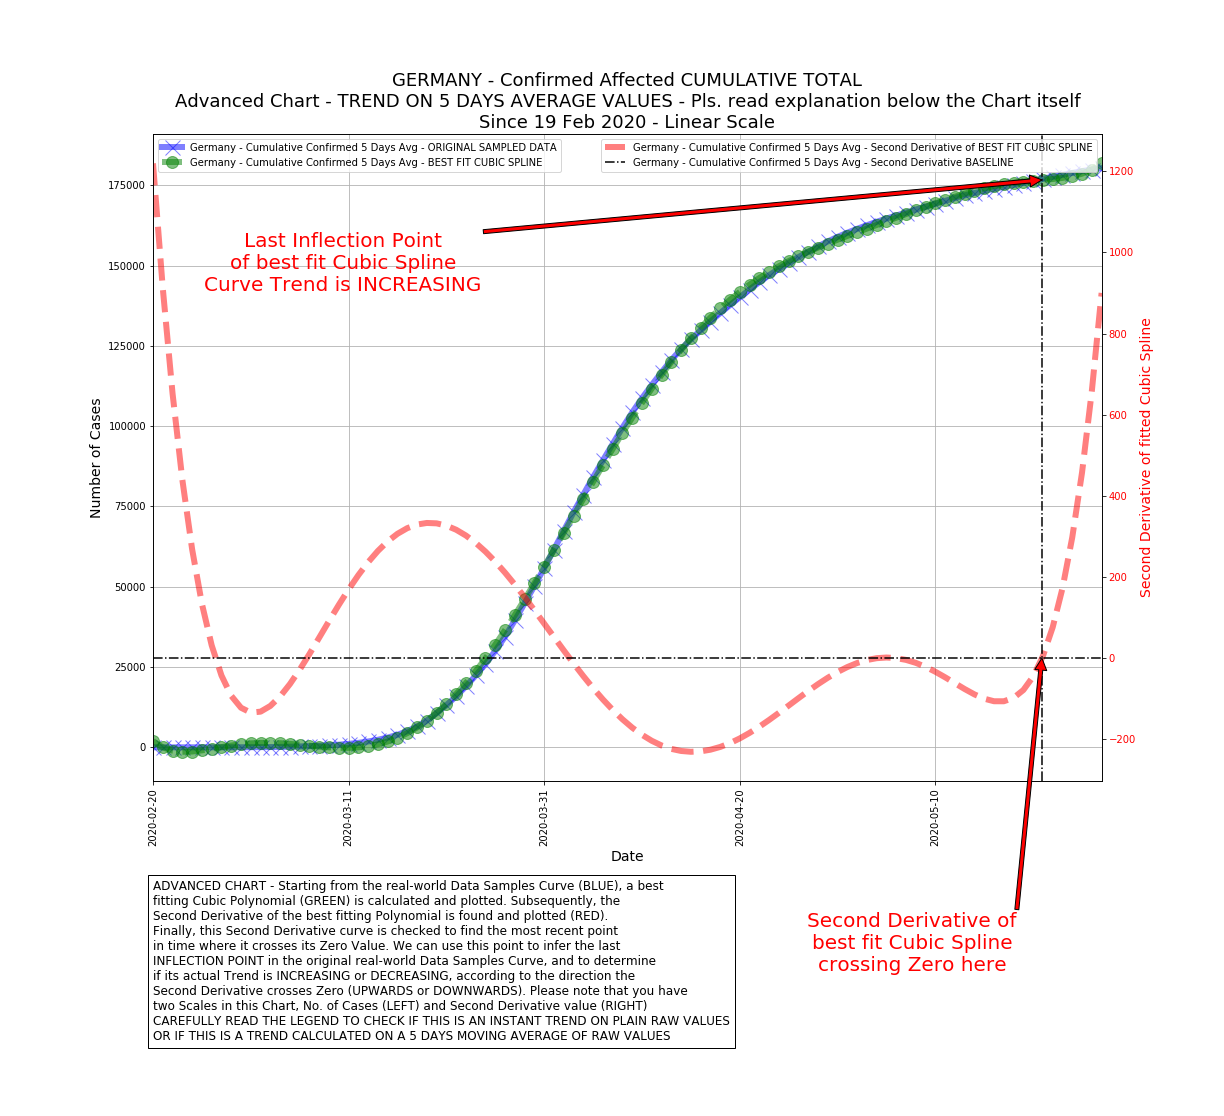 GERMANY - Confirmed Affected CUMULATIVE TOTAL
Advanced Chart - TREND ON 5 DAYS AVERAGE VALUES - Pls. read explanation below the Chart itself
Since 19 Feb 2020 - Linear Scale
Germany - Cumulative Confirmed 5 Days Avg - ORIGINAL SAMPLED DATA
Germany - Cumulative Confirmed 5 Days Avg - BEST FIT CUBIC SPLINE
Germany - Cumulative Confirmed 5 Days Avg - Second Derivative of BEST FIT CUBIC SPLINE
Germany - Cumulative Confirmed 5 Days Avg - Second Derivative BASELINE
Last Inflection Point
of best fit Cubic Spline
Curve Trend is INCREASING
Number of Cases
175000
150000
125000
100000
75000
50000
25000
0
1200
1000
800
600
400
200
0
−200
Second Derivative of fitted Cubic Spline
2020-02-20
2020-03-11
2020-03-31
2020-04-20
2020-05-10
Date
ADVANCED CHART - Starting from the real-world Data Samples Curve (BLUE), a best
fitting Cubic Polynomial (GREEN) is calculated and plotted. Subsequently, the
Second Derivative of the best fitting Polynomial is found and plotted (RED).
Finally, this Second Derivative curve is checked to find the most recent point
in time where it crosses its Zero Value. We can use this point to infer the last
INFLECTION POINT in the original real-world Data Samples Curve, and to determine
if its actual Trend is INCREASING or DECREASING, according to the direction the
Second Derivative crosses Zero (UPWARDS or DOWNWARDS). Please note that you have
two Scales in this Chart, No. of Cases (LEFT) and Second Derivative value (RIGHT)
CAREFULLY READ THE LEGEND TO CHECK IF THIS IS AN INSTANT TREND ON PLAIN RAW VALUES
OR IF THIS IS A TREND CALCULATED ON A 5 DAYS MOVING AVERAGE OF RAW VALUES
Second Derivative of
best fit Cubic Spline
crossing Zero here